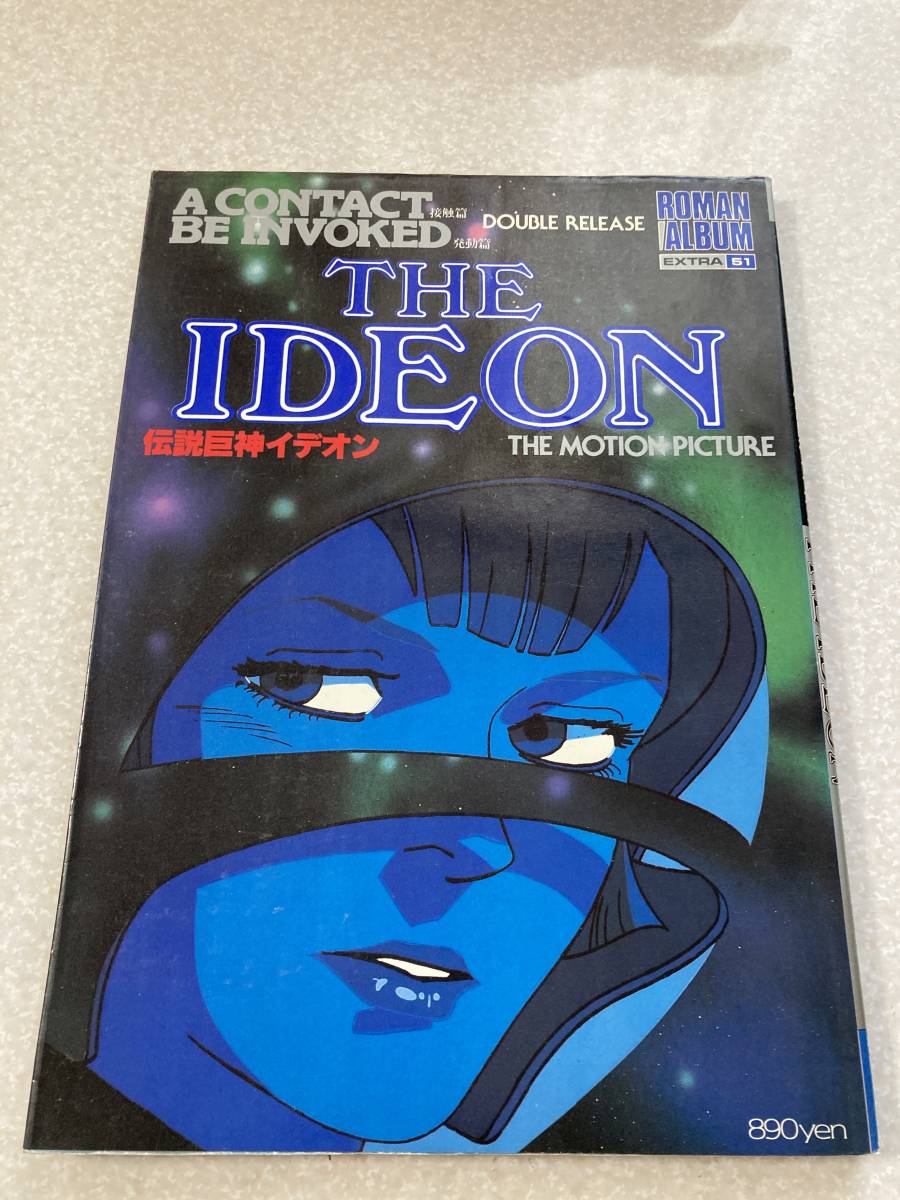 A CONTACT 接触篇
BE INVOKED 発動篇
DOUBLE RELEASE
ROMAN
ALBUM
EXTRA 51
THE
IDEON
伝説巨神イデオン
THE MOTION PICTURE
890yen